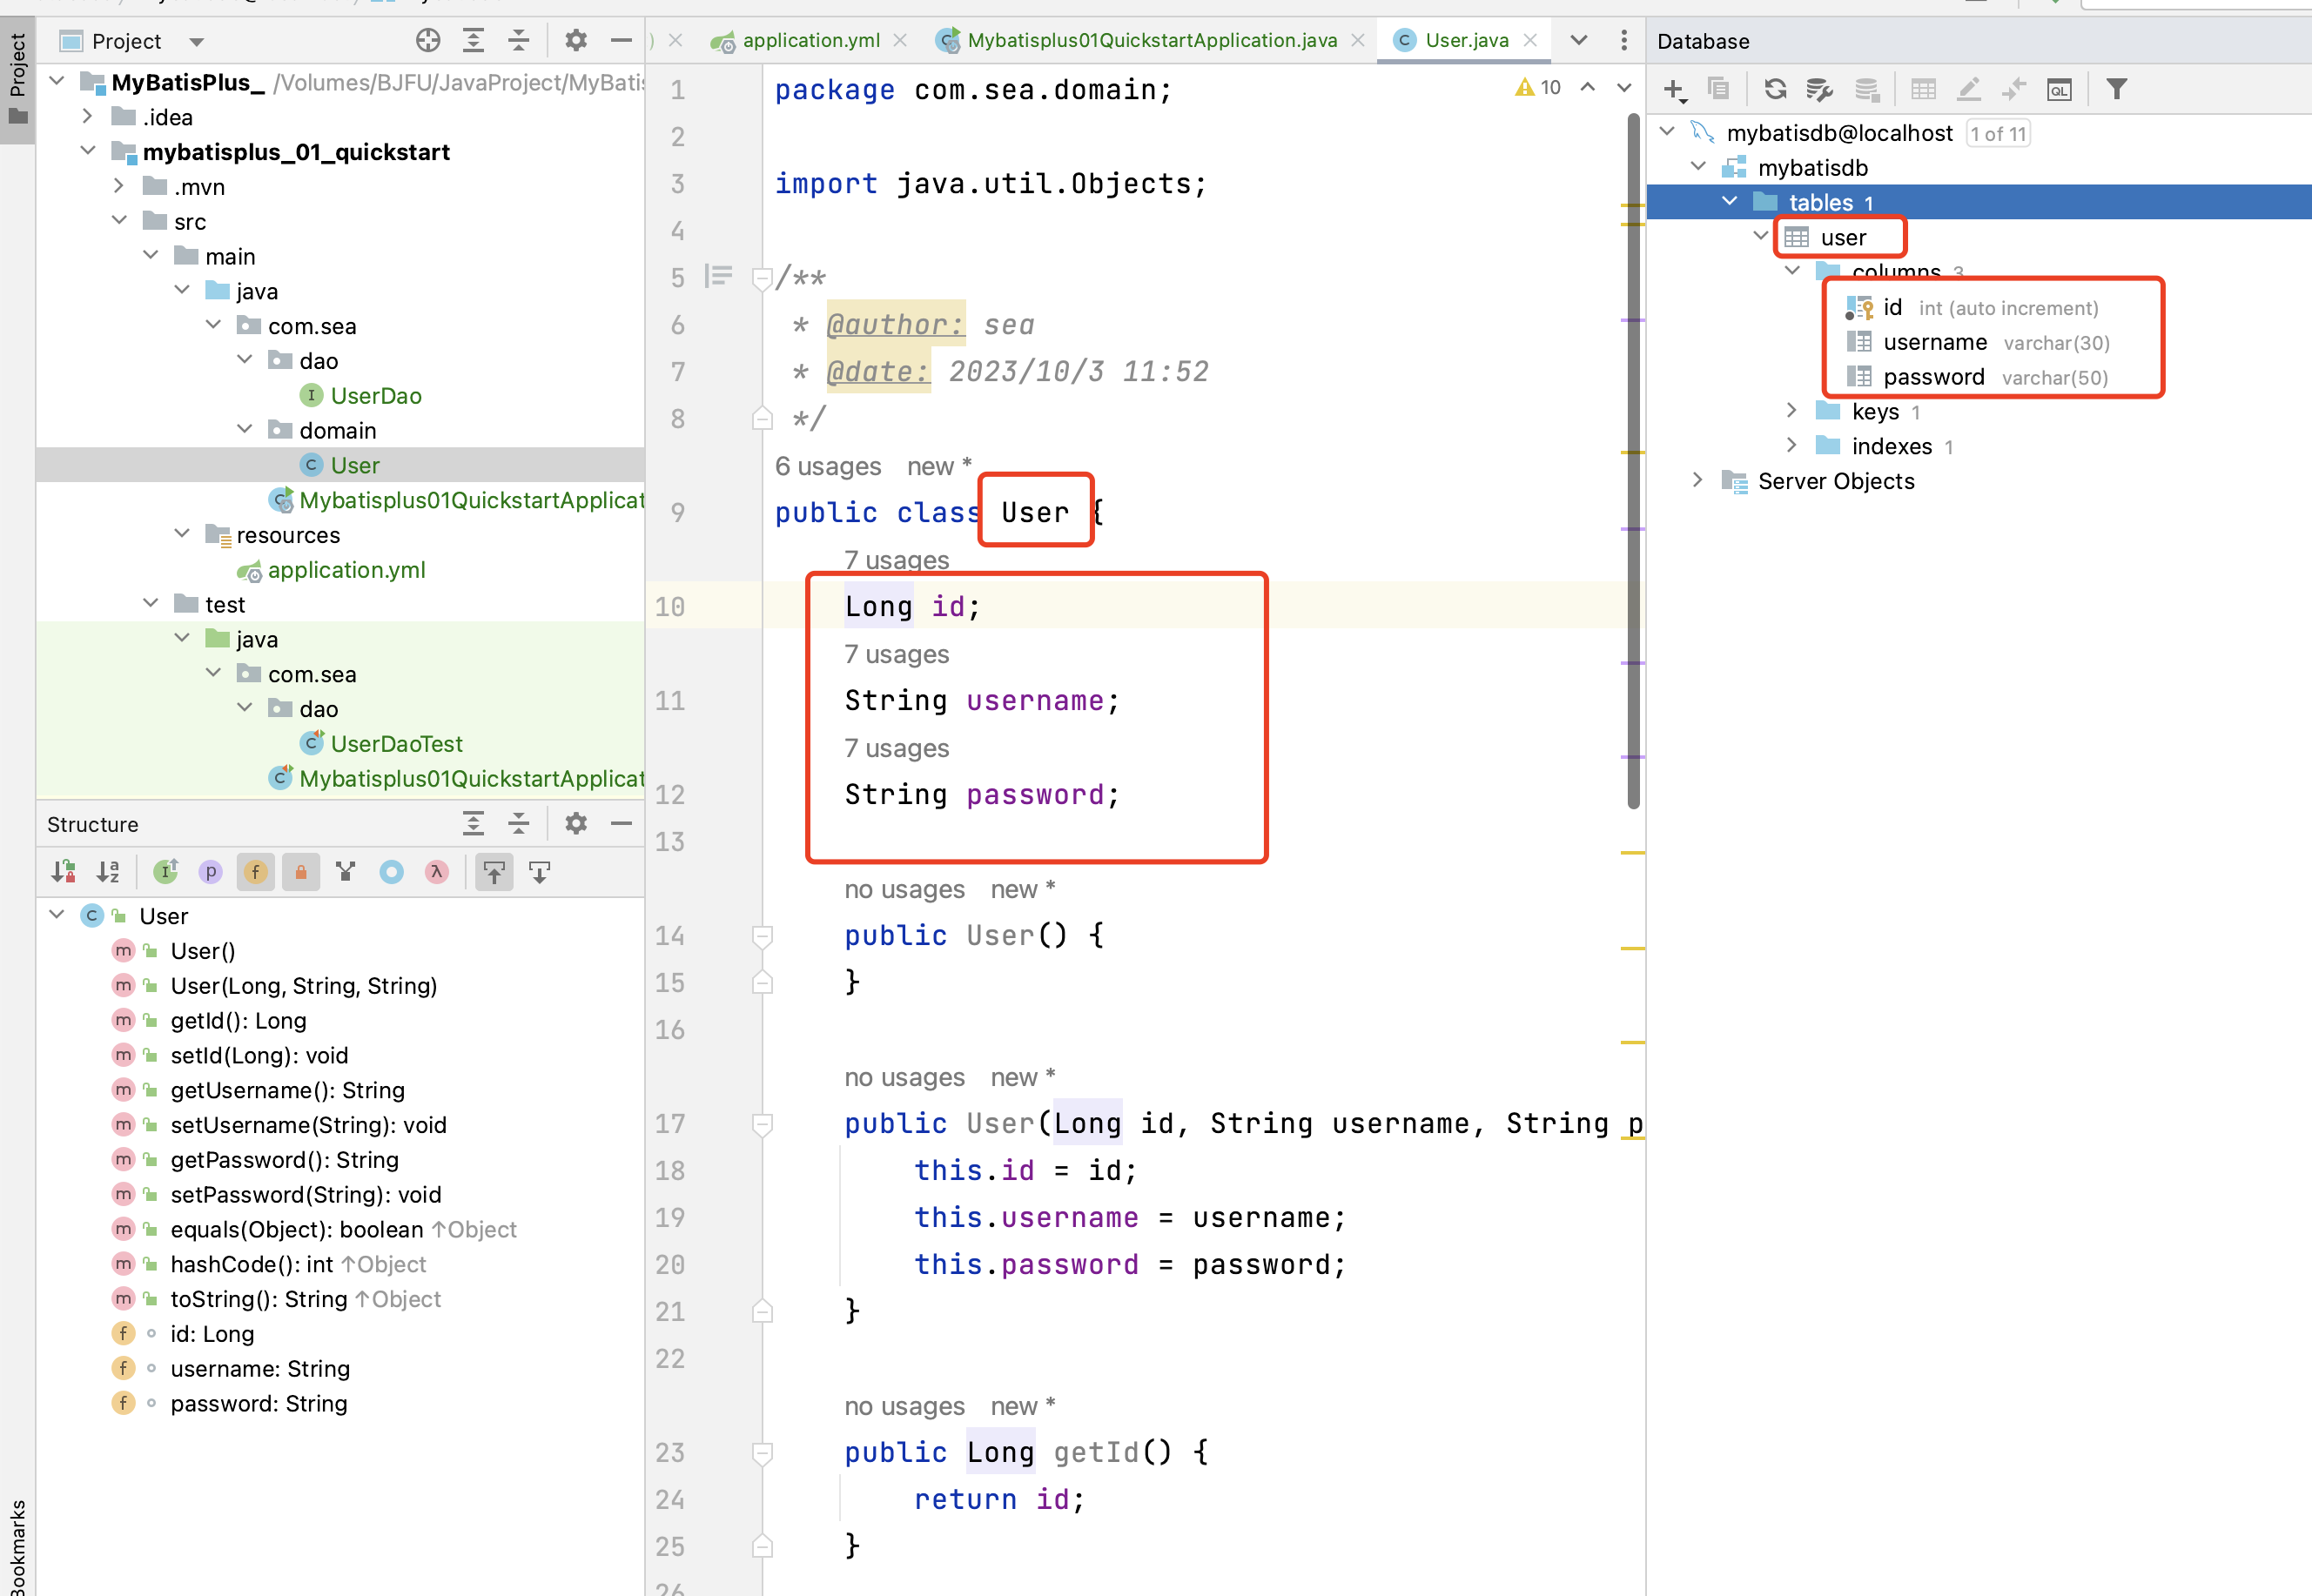 Project
Project
MyBatisPlus_ /Volumes/BJFU/JavaProject/MyBatis
.idea
mybatisplus_01_quickstart
.mvn
src
main
java
com.sea
dao
UserDao
domain
User
Mybatisplus01QuickstartApplicat
resources
application.yml
test
java
com.sea
dao
UserDaoTest
Mybatisplus01QuickstartApplicat
Structure
User
User()
User(Long, String, String)
getId(): Long
setId(Long): void
getUsername(): String
setUsername(String): void
getPassword(): String
setPassword(String): void
equals(Object): boolean ↑Object
hashCode(): int ↑Object
toString(): String ↑Object
id: Long
username: String
password: String
Bookmarks
application.yml
Mybatisplus01QuickstartApplication.java
User.java
10
1 package com.sea.domain;
2
3 import java.util.Objects;
4
5 /**
6 * @author: sea
7 * @date: 2023/10/3 11:52
8 */
6 usages new *
9 public class User {
7 usages
10 Long id;
7 usages
11 String username;
7 usages
12 String password;
13
no usages new *
14 public User() {
15 }
16
no usages new *
17 public User(Long id, String username, String p
18 this.id = id;
19 this.username = username;
20 this.password = password;
21 }
22
no usages new *
23 public Long getId() {
24 return id;
25 }
26
Database
QL
mybatisdb@localhost 1 of 11
mybatisdb
tables 1
user
columns 3
id int (auto increment)
username varchar(30)
password varchar(50)
keys 1
indexes 1
Server Objects